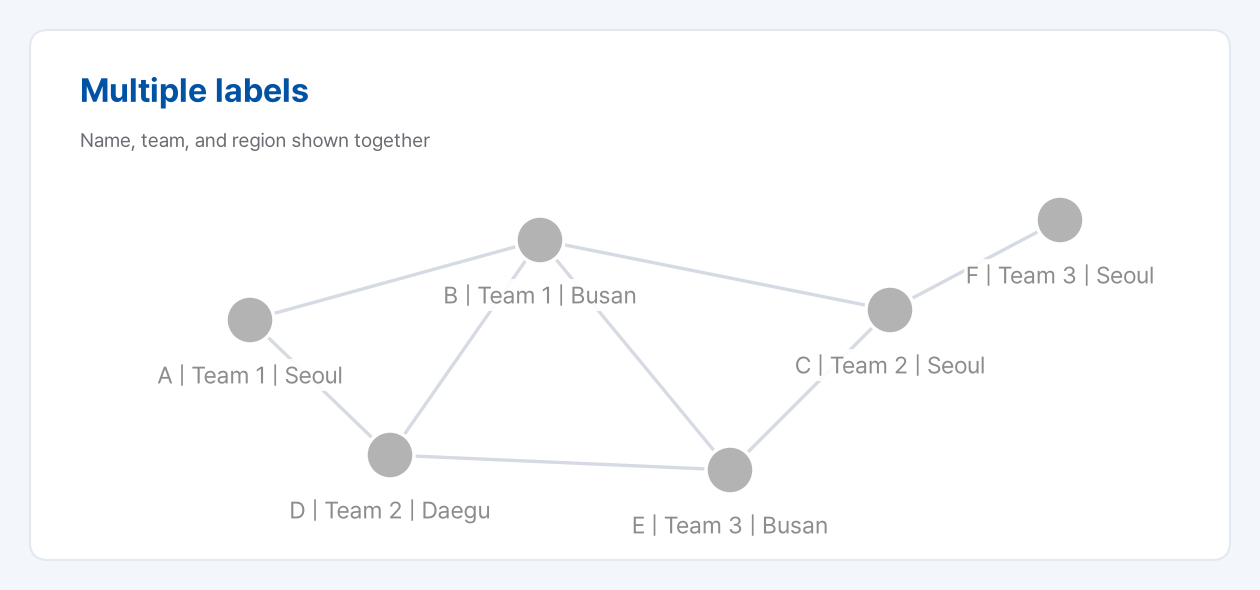 Multiple labels
Name, team, and region shown together
B | Team 1 | Busan
F | Team 3 | Seoul
A | Team 1 | Seoul
C | Team 2 | Seoul
D | Team 2 | Daegu
E | Team 3 | Busan